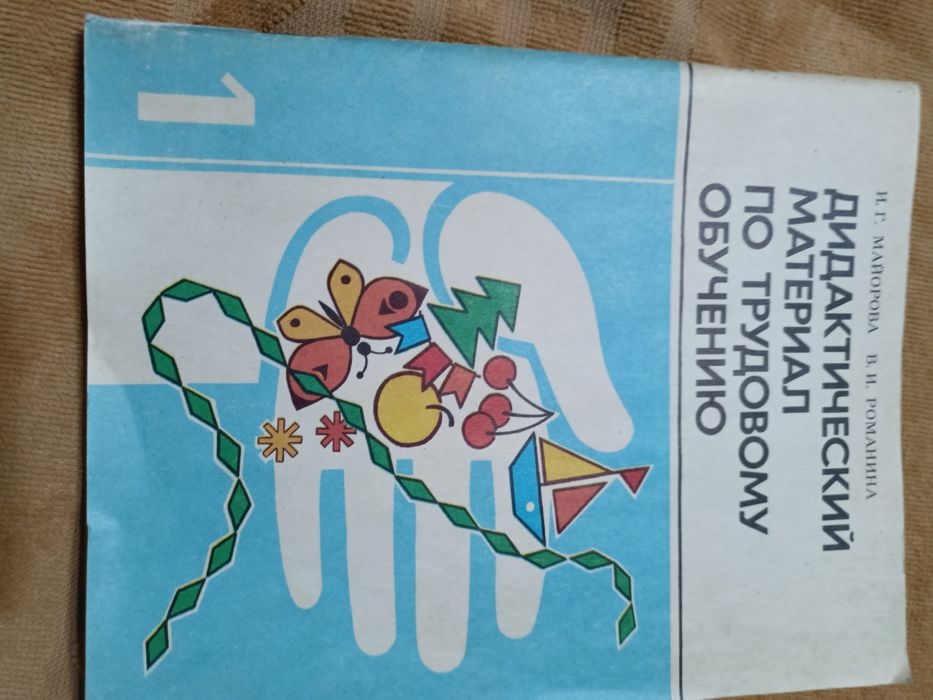 И. Г. МАЙОРОВА В. И. РОМАНИНА
ДИДАКТИЧЕСКИЙ
МАТЕРИАЛ
ПО ТРУДОВОМУ
ОБУЧЕНИЮ
1